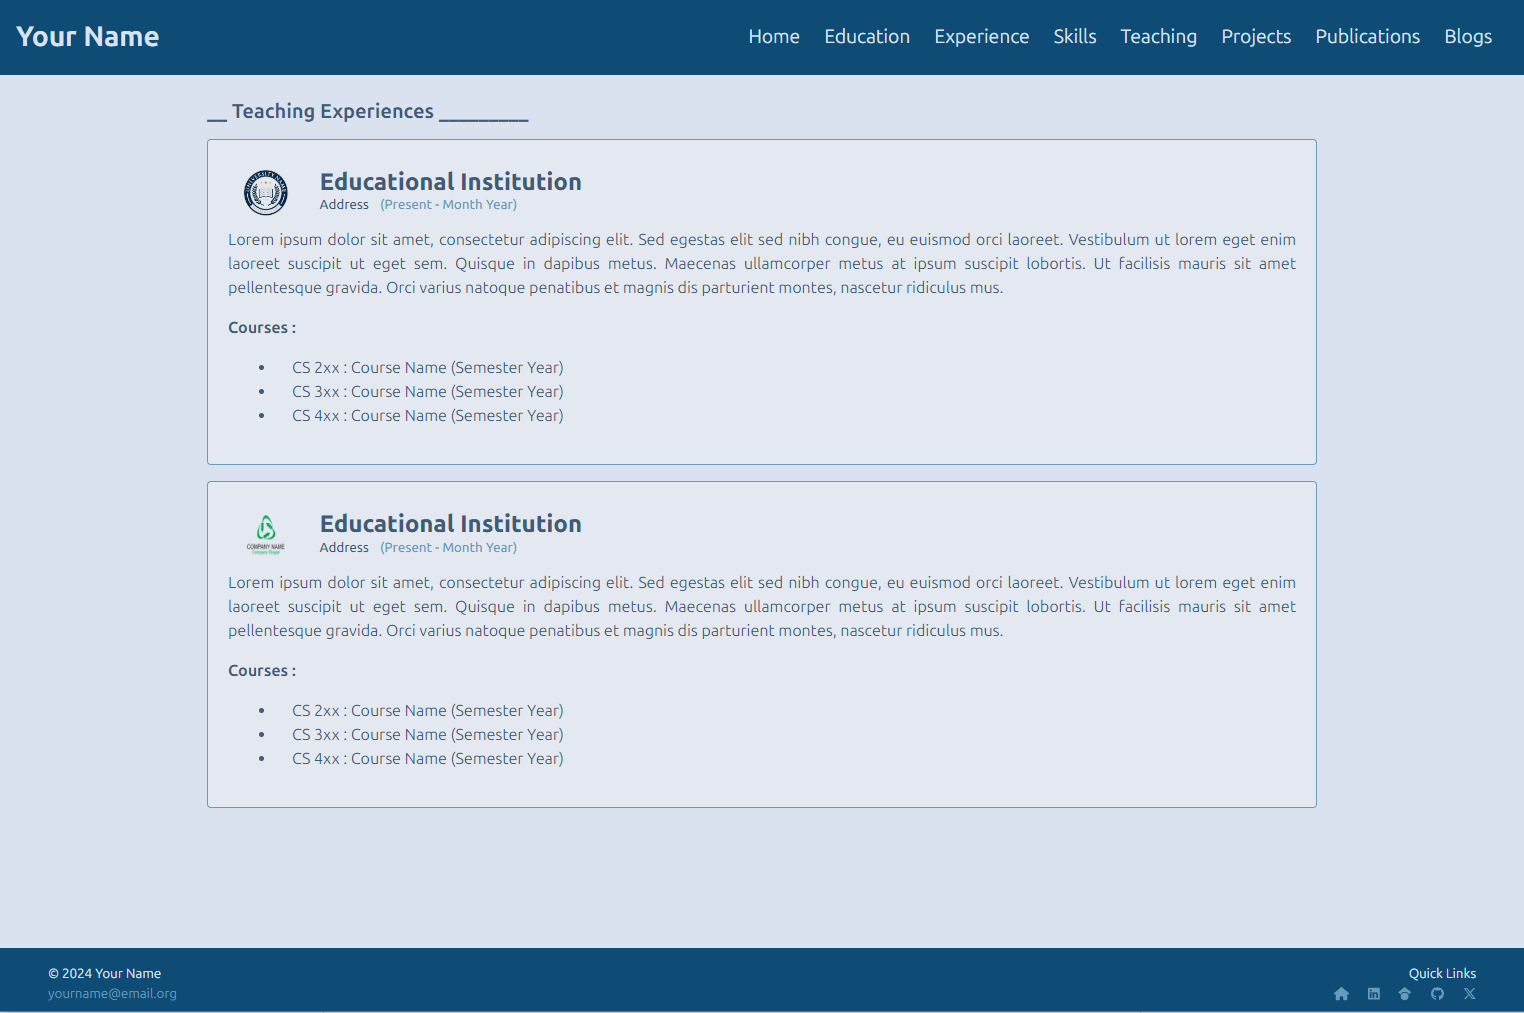 Your Name
Home Education Experience Skills Teaching Projects Publications Blogs
__ Teaching Experiences _________
UNIVERSITY NAME
Educational Institution
Address (Present - Month Year)
Lorem ipsum dolor sit amet, consectetur adipiscing elit. Sed egestas elit sed nibh congue, eu euismod orci laoreet. Vestibulum ut lorem eget enim
laoreet suscipit ut eget sem. Quisque in dapibus metus. Maecenas ullamcorper metus at ipsum suscipit lobortis. Ut facilisis mauris sit amet
pellentesque gravida. Orci varius natoque penatibus et magnis dis parturient montes, nascetur ridiculus mus.
Courses :
• CS 2xx : Course Name (Semester Year)
• CS 3xx : Course Name (Semester Year)
• CS 4xx : Course Name (Semester Year)
COMPANY NAME
Educational Institution
Address (Present - Month Year)
Lorem ipsum dolor sit amet, consectetur adipiscing elit. Sed egestas elit sed nibh congue, eu euismod orci laoreet. Vestibulum ut lorem eget enim
laoreet suscipit ut eget sem. Quisque in dapibus metus. Maecenas ullamcorper metus at ipsum suscipit lobortis. Ut facilisis mauris sit amet
pellentesque gravida. Orci varius natoque penatibus et magnis dis parturient montes, nascetur ridiculus mus.
Courses :
• CS 2xx : Course Name (Semester Year)
• CS 3xx : Course Name (Semester Year)
• CS 4xx : Course Name (Semester Year)
© 2024 Your Name
yourname@email.org
Quick Links